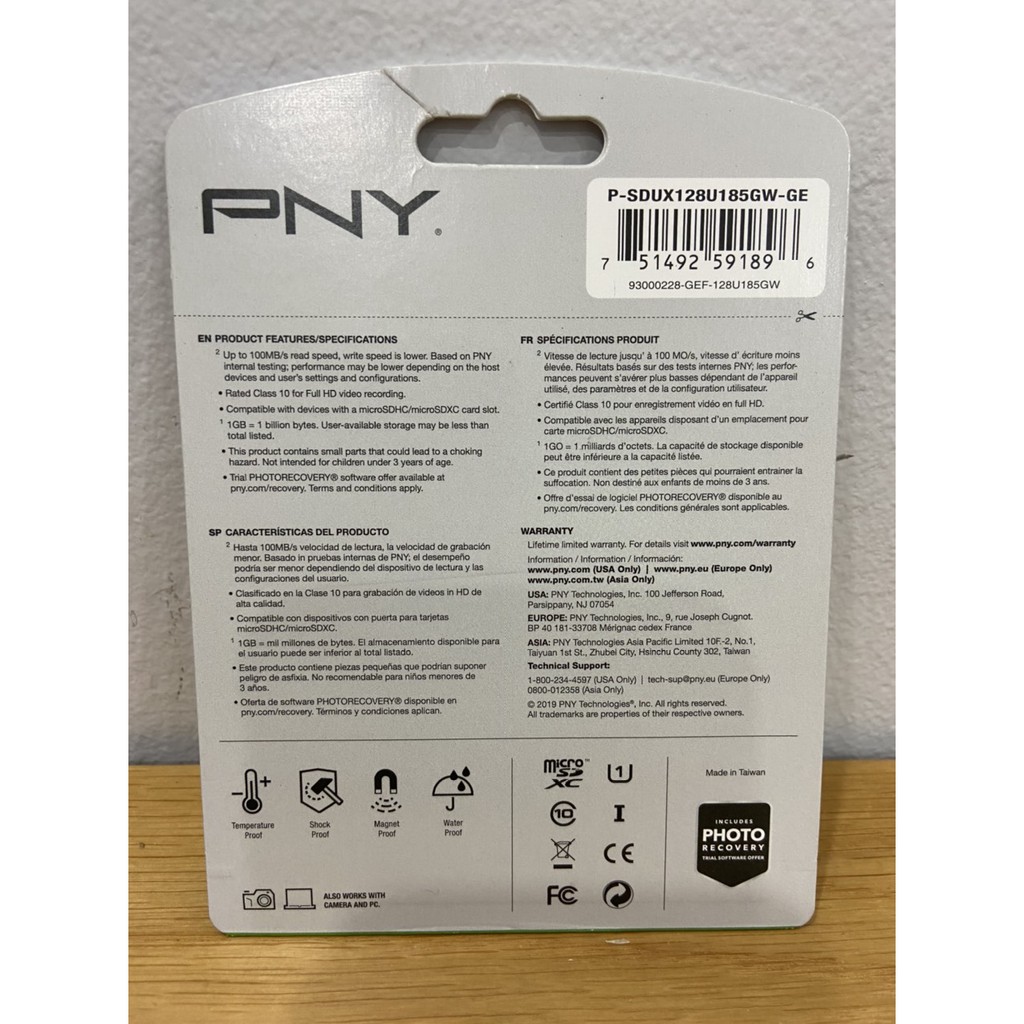 PNY®
P-SDUX128U185GW-GE
7 51492 59189 6
93000228-GEF-128U185GW
EN PRODUCT FEATURES/SPECIFICATIONS
2 Up to 100MB/s read speed, write speed is lower. Based on PNY
internal testing; performance may be lower depending on the host
devices and user's settings and configurations.
• Rated Class 10 for Full HD video recording.
• Compatible with devices with a microSDHC/microSDXC card slot.
1 1GB = 1 billion bytes. User-available storage may be less than
total listed.
• This product contains small parts that could lead to a choking
hazard. Not intended for children under 3 years of age.
• Trial PHOTORECOVERY® software offer available at
pny.com/recovery. Terms and conditions apply.
FR SPÉCIFICATIONS PRODUIT
2 Vitesse de lecture jusqu' à 100 MO/s, vitesse d' écriture moins
élevée. Résultats basés sur des tests internes PNY; les perfor-
mances peuvent s'avérer plus basses dépendant de l'appareil
utilisé, des paramètres et de la configuration utilisateur.
• Certifié Class 10 pour enregistrement vidéo en full HD.
• Compatible avec les appareils disposant d'un emplacement pour
carte microSDHC/microSDXC.
1 1GO = 1 milliards d'octets. La capacité de stockage disponible
peut être inférieure a la capacité listée.
• Ce produit contient des petites pièces qui pourraient entrainer la
suffocation. Non destiné aux enfants de moins de 3 ans.
• Offre d'essai de logiciel PHOTORECOVERY® disponible au
pny.com/recovery. Les conditions générales sont applicables.
SP CARACTERÍSTICAS DEL PRODUCTO
2 Hasta 100MB/s velocidad de lectura, la velocidad de grabación
menor. Basado in pruebas internas de PNY; el desempeño
podria ser menor dependiendo del dispositivo de lectura y las
configuraciones del usuario.
• Clasificado en la Clase 10 para grabación de videos in HD de
alta calidad.
• Compatible con dispositivos con puerta para tarjetas
microSDHC/microSDXC.
1 1GB = mil millones de bytes. El almacenamiento disponible para
el usuario puede ser inferior al total listado.
• Este producto contiene piezas pequeñas que podrían suponer
peligro de asfixia. No recomendable para niños menores de
3 años.
• Oferta de software PHOTORECOVERY® disponible en
pny.com/recovery. Términos y condiciones aplican.
WARRANTY
Lifetime limited warranty. For details visit www.pny.com/warranty
Information / Information / Información:
www.pny.com (USA Only) | www.pny.eu (Europe Only)
www.pny.com.tw (Asia Only)
USA: PNY Technologies, Inc. 100 Jefferson Road,
Parsippany, NJ 07054
EUROPE: PNY Technologies, Inc., 9, rue Joseph Cugnot.
BP 40 181-33708 Mérignac cedex France
ASIA: PNY Technologies Asia Pacific Limited 10F.-2, No.1,
Taiyuan 1st St., Zhubei City, Hsinchu County 302, Taiwan
Technical Support:
1-800-234-4597 (USA Only) | tech-sup@pny.eu (Europe Only)
0800-012358 (Asia Only)
© 2019 PNY Technologies®, Inc. All rights reserved.
All trademarks are properties of their respective owners.
Temperature
Proof
Shock
Proof
Magnet
Proof
Water
Proof
ALSO WORKS WITH
CAMERA AND PC.
micro SD XC™
1
10
I
CE
FC
Made in Taiwan
INCLUDES
PHOTO
RECOVERY
TRIAL SOFTWARE OFFER